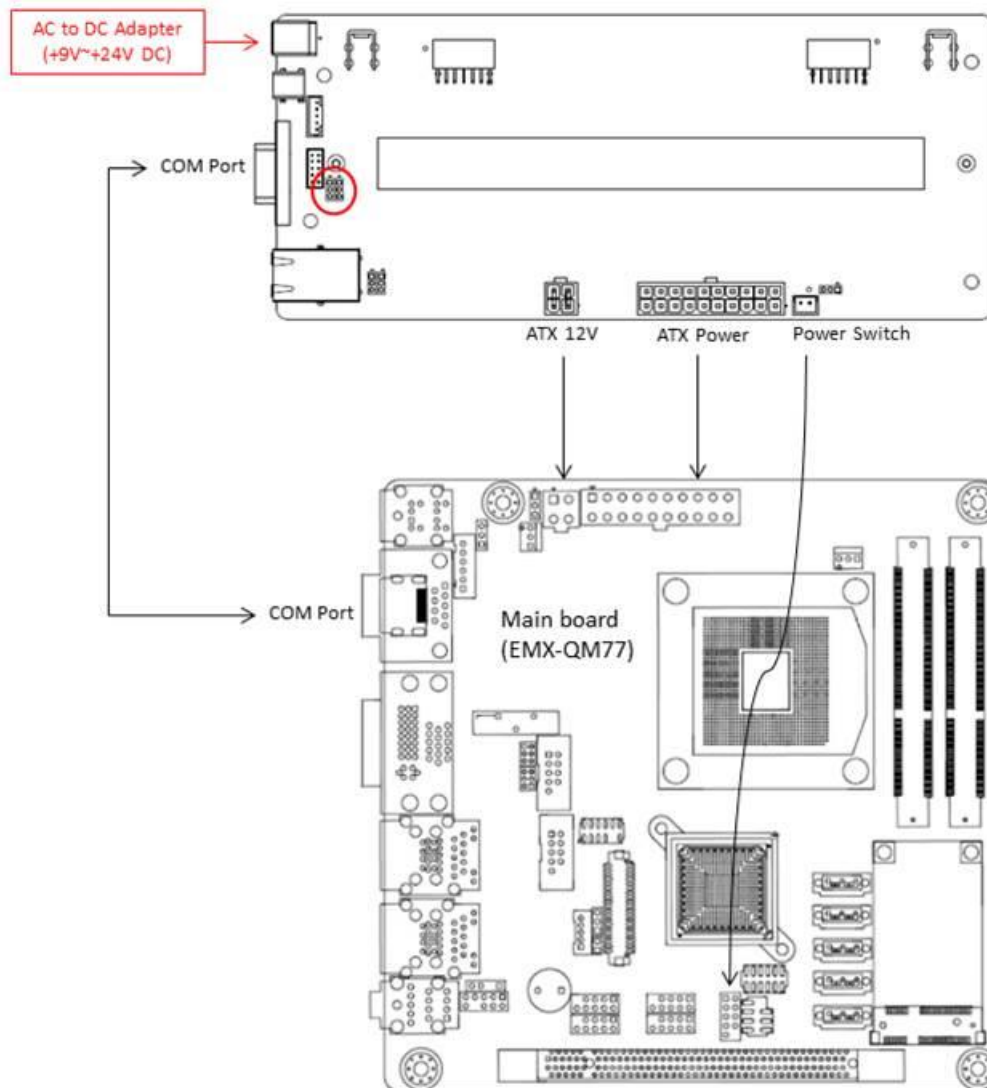 AC to DC Adapter
(+9V~+24V DC)
COM Port
ATX 12V
ATX Power
Power Switch
COM Port
Main board
(EMX-QM77)